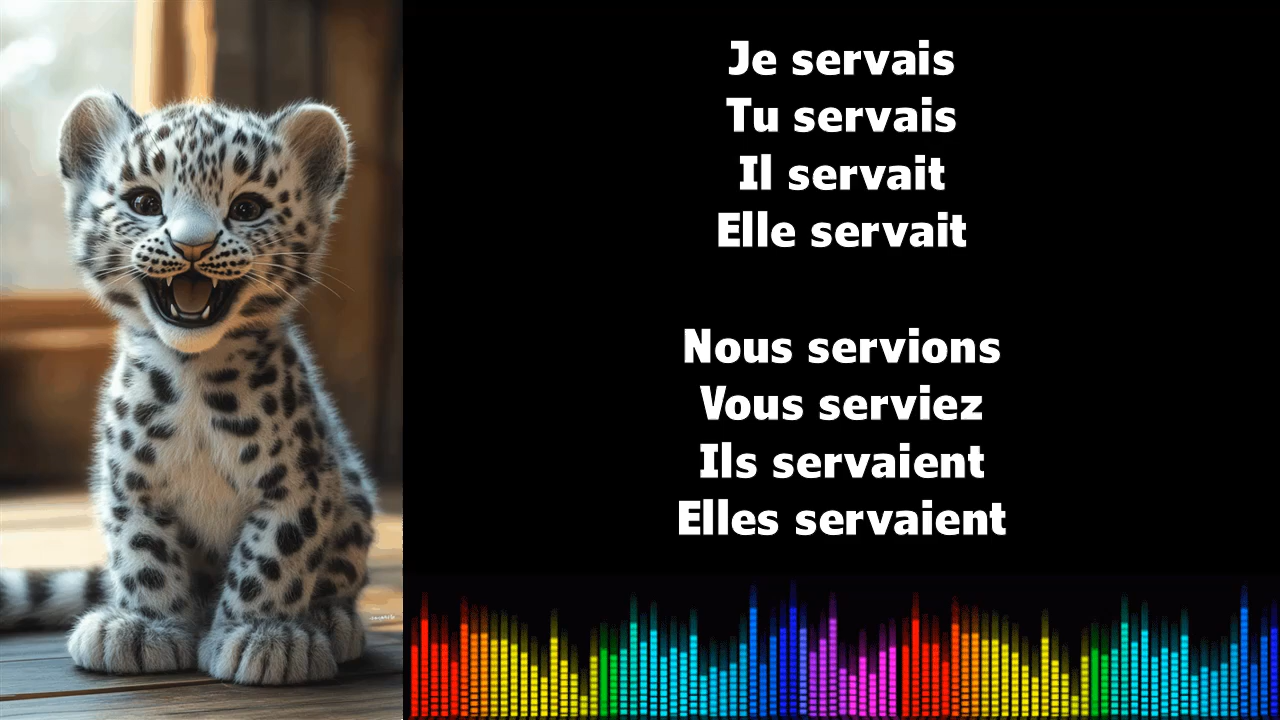 Je servais
Tu servais
Il servait
Elle servait
Nous servions
Vous serviez
Ils servaient
Elles servaient